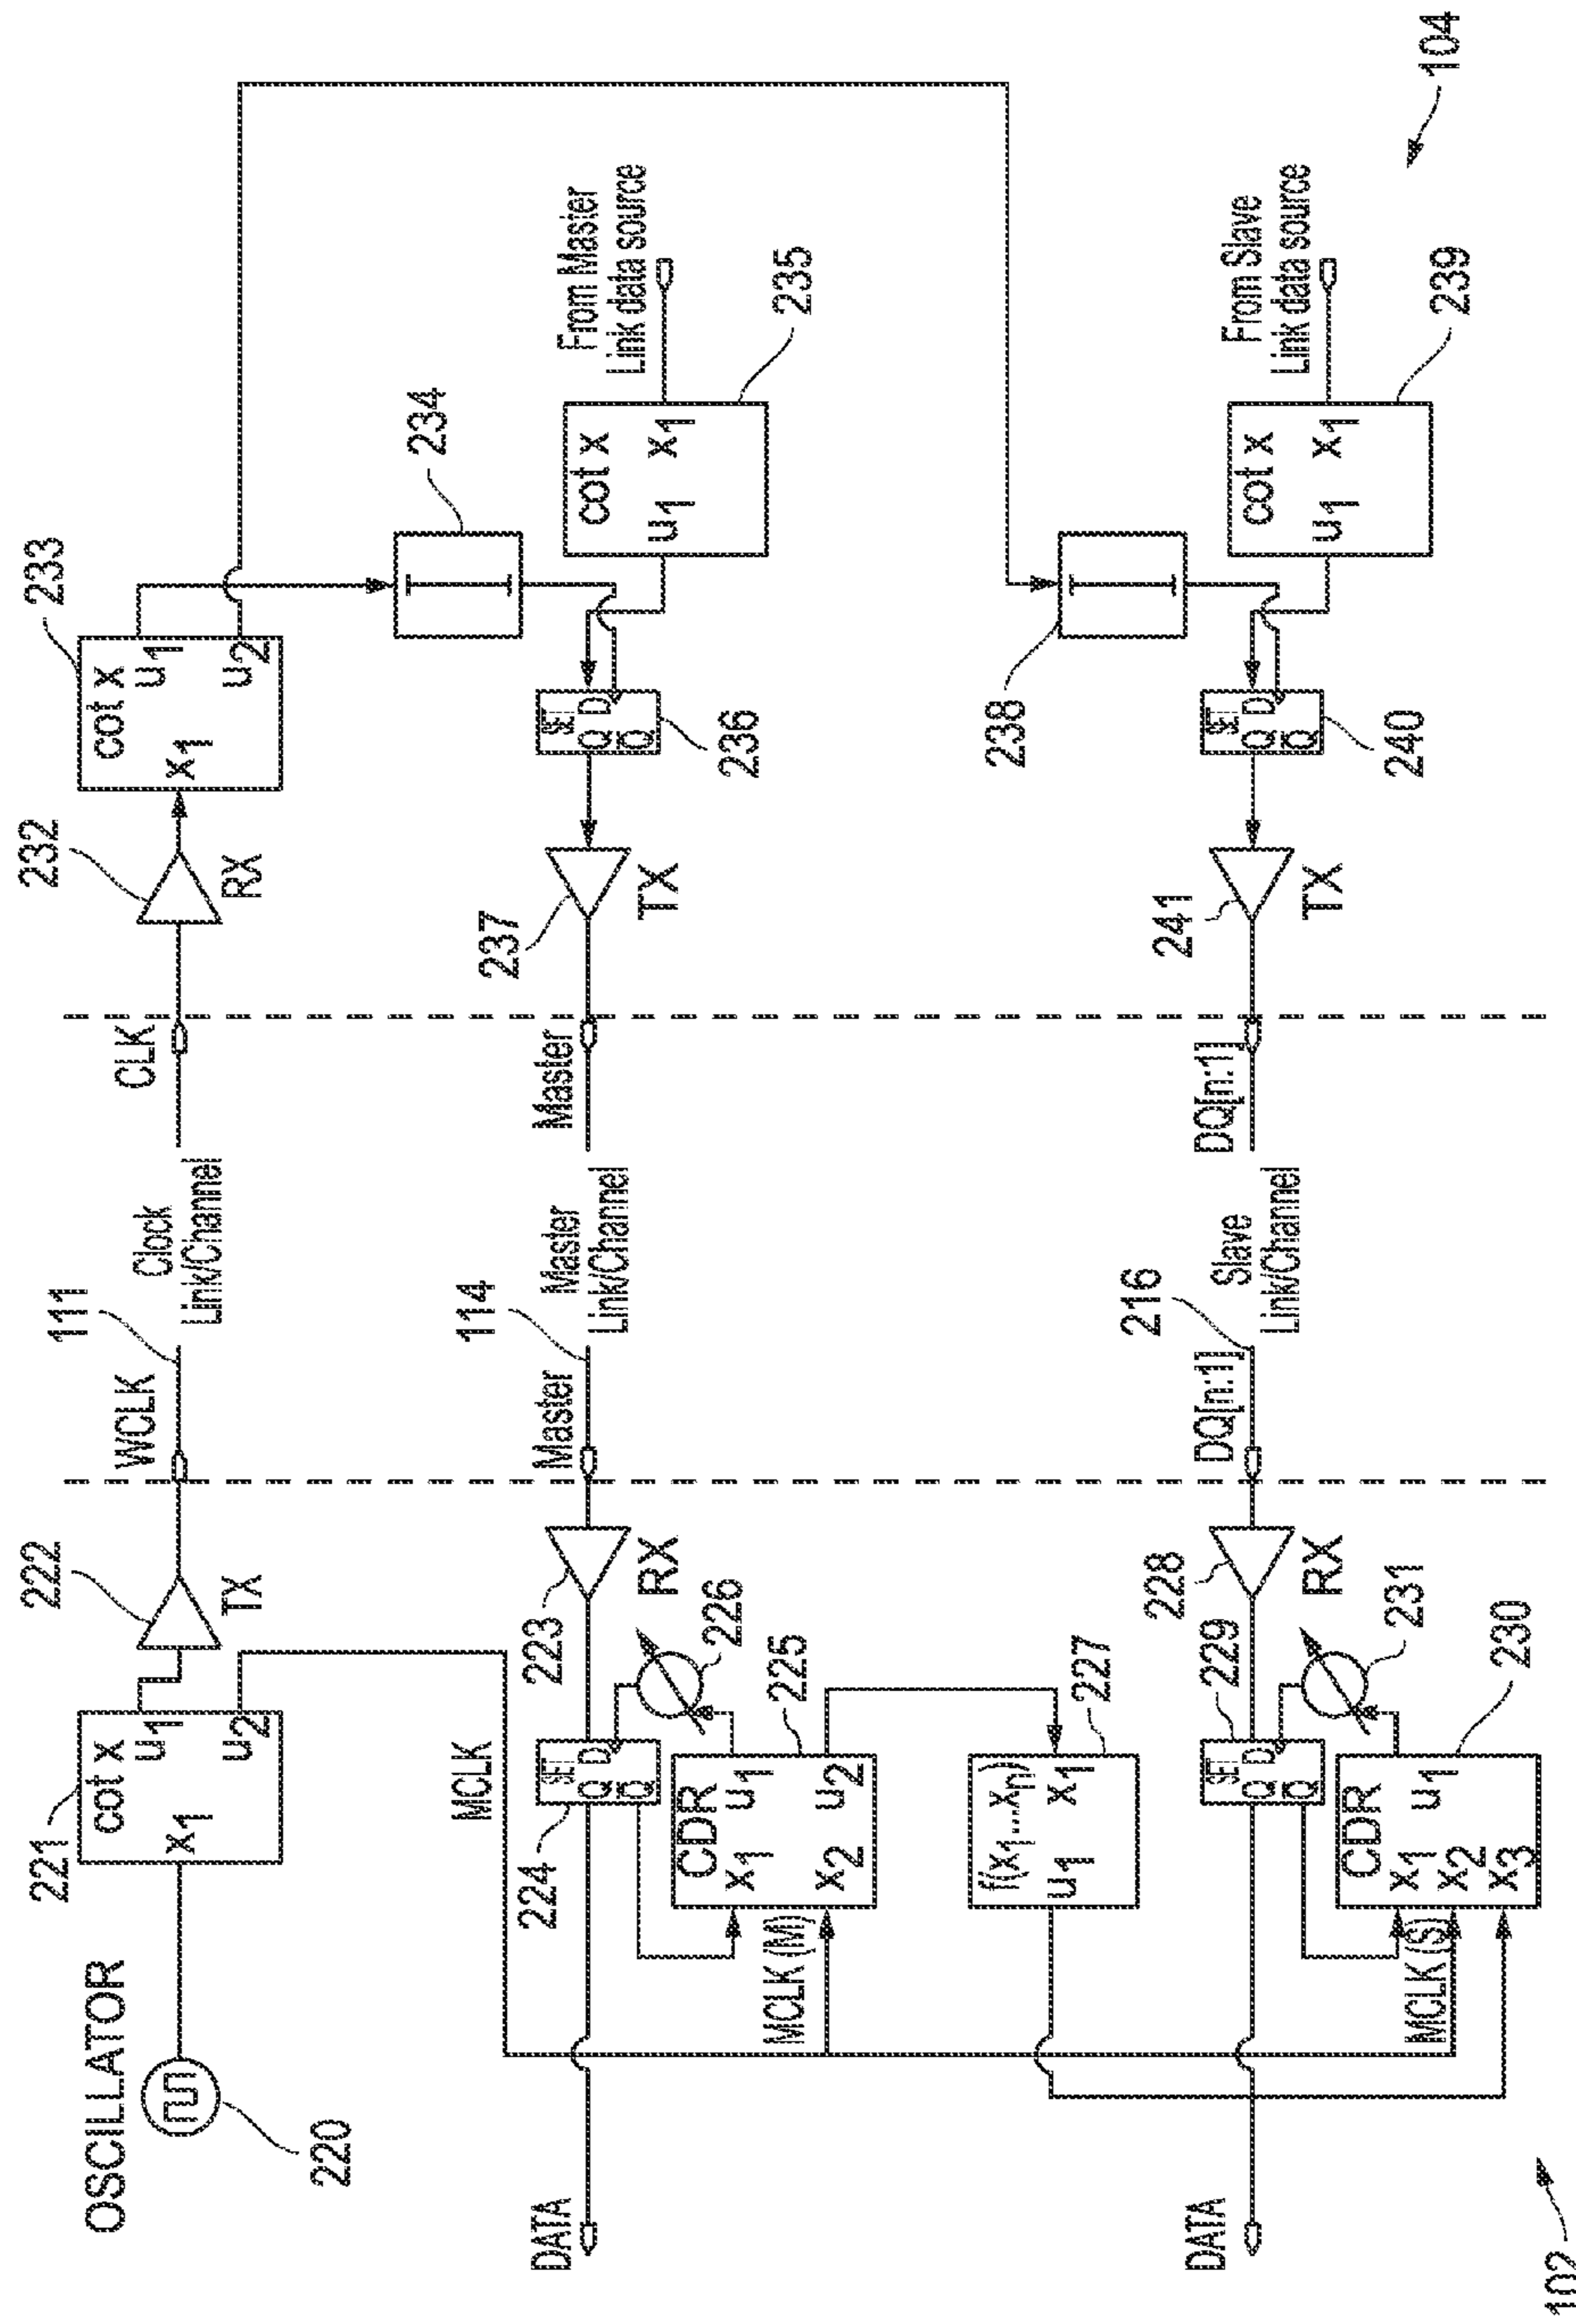 OSCILLATOR
220
221
cot x
x1
u1
u2
222
TX
WCLK
111
Clock
Link/Channel
CLK
232
RX
233
cot x
x1
u1
u2
MCLK
DATA
224
SET
Q D
Q
223
RX
Master
114
Master
Link/Channel
Master
237
TX
236
SET
Q D
Q
234
From Master
Link data source
cot x
u1 x1
235
MCLK (M)
CDR
x1 u1
x2 u2
225
226
f(x1...xn)
u1 x1
227
DATA
229
SET
Q D
Q
228
RX
DQ[n:1]
216
Slave
Link/Channel
DQ[n:1]
241
TX
240
SET
Q D
Q
238
From Slave
Link data source
cot x
u1 x1
239
MCLK (S)
CDR
x1 u1
x2
x3
230
231
102
104